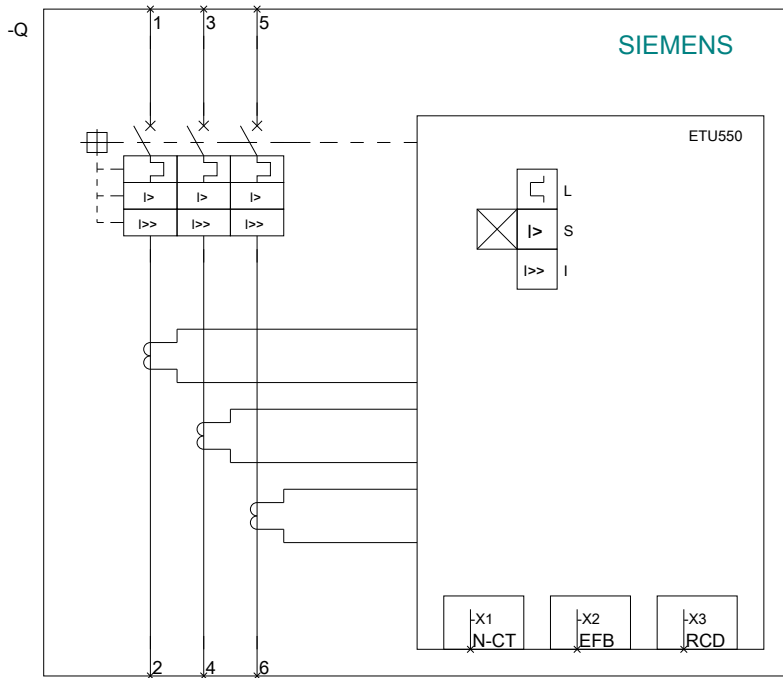 -Q
1 3 5
SIEMENS
ETU550
L
I> I> I>
I> S
I>> I>> I>>
I>> I
-X1 -X2 -X3
N-CT EFB RCD
2 4 6